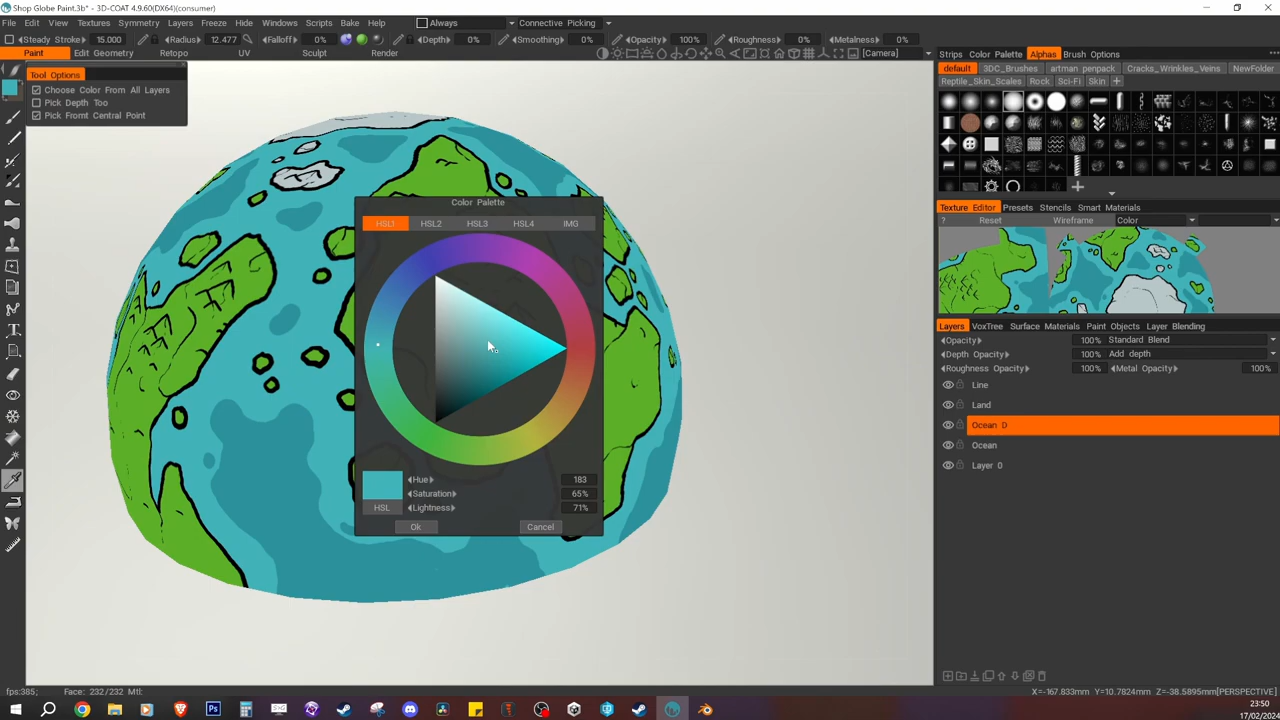 Shop Globe Paint.3b* - 3D-COAT 4.9.60(DX64)(consumer)
File Edit View Textures Symmetry Layers Freeze Hide Windows Scripts Bake Help Always Connective Picking
Steady Stroke 15.000 Radius 12.477 Falloff 0% Depth 0% Smoothing 0% Opacity 100% Roughness 0% Metalness 0%
Paint Edit Geometry Retopo UV Sculpt Render [Camera]
Strips Color Palette Alphas Brush Options
default 3DC_Brushes artman penpack Cracks_Wrinkles_Veins NewFolder
Reptile_Skin_Scales Rock Sci-Fi Skin +
Tool Options
Choose Color From All Layers
Pick Depth Too
Pick Fromt Central Point
Color Palette
HSL1 HSL2 HSL3 HSL4 IMG
Hue 183
Saturation 65%
HSL Lightness 71%
Ok Cancel
Texture Editor Presets Stencils Smart Materials
? Reset Wireframe Color
Layers VoxTree Surface Materials Paint Objects Layer Blending
Opacity 100% Standard Blend
Depth Opacity 100% Add depth
Roughness Opacity 100% Metal Opacity 100%
Line
Land
Ocean D
Ocean
Layer 0
fps:385; Face: 232/232 Mtl: X=-167.833mm Y=10.7824mm Z=-38.5895mm[PERSPECTIVE]
23:50
17/02/2024